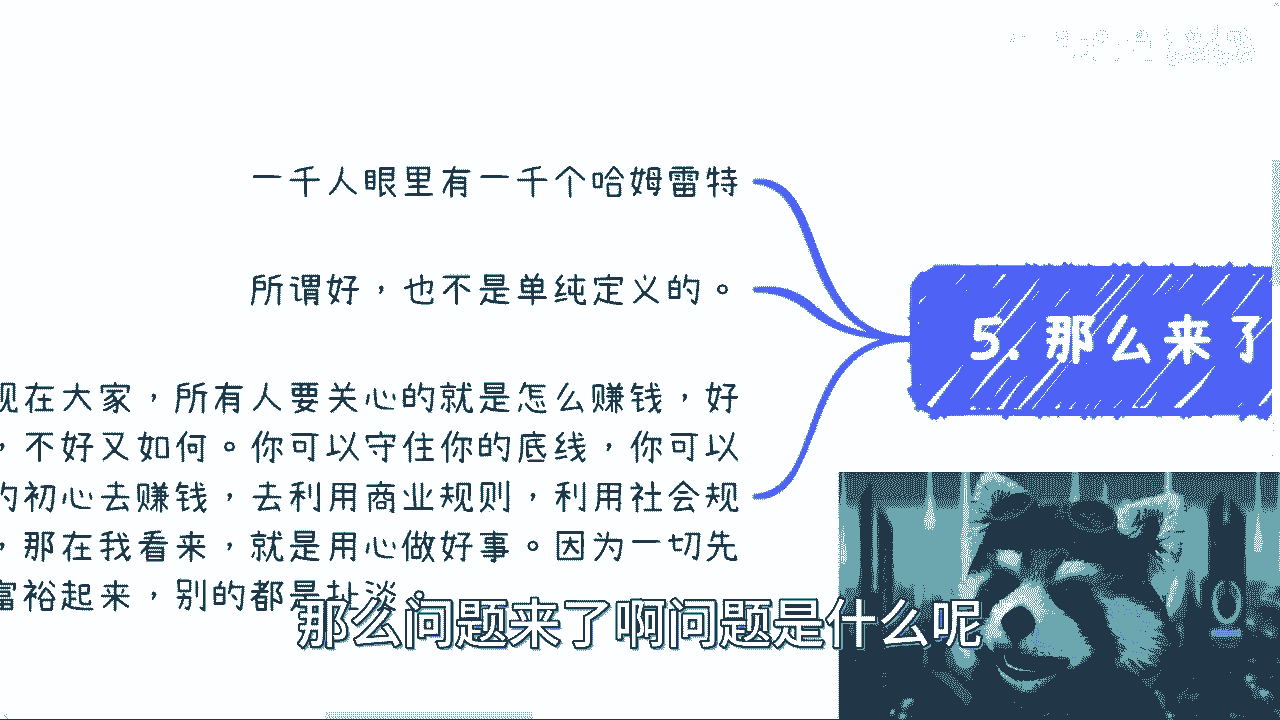 一千人眼里有一千个哈姆雷特
所谓好，也不是单纯定义的。
现在大家，所有人要关心的就是怎么赚钱，好
，不好又如何。你可以守住你的底线，你可以
的初心去赚钱，去利用商业规则，利用社会规
，那在我看来，就是用心做好事。因为一切先
富裕起来，别的都是扯淡。
5. 那么来了
那么问题来了啊问题是什么呢